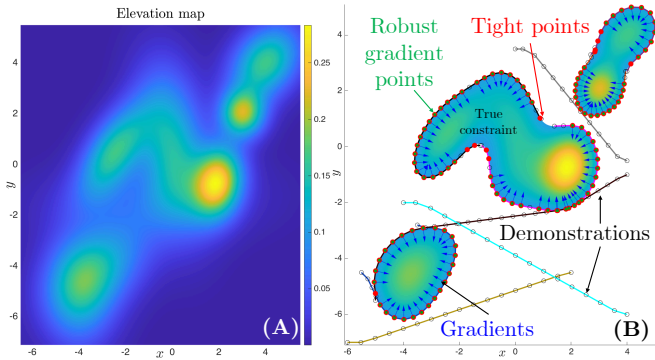 Elevation map
4
2
0
-2
-4
-6
y
-6
-4
-2
0
2
4
x
0.25
0.2
0.15
0.1
0.05
(A)
Robust
gradient
points
Tight points
True
constraint
Demonstrations
Gradients
(B)
4
2
0
-2
-4
-6
y
-6
-4
-2
0
2
4
x